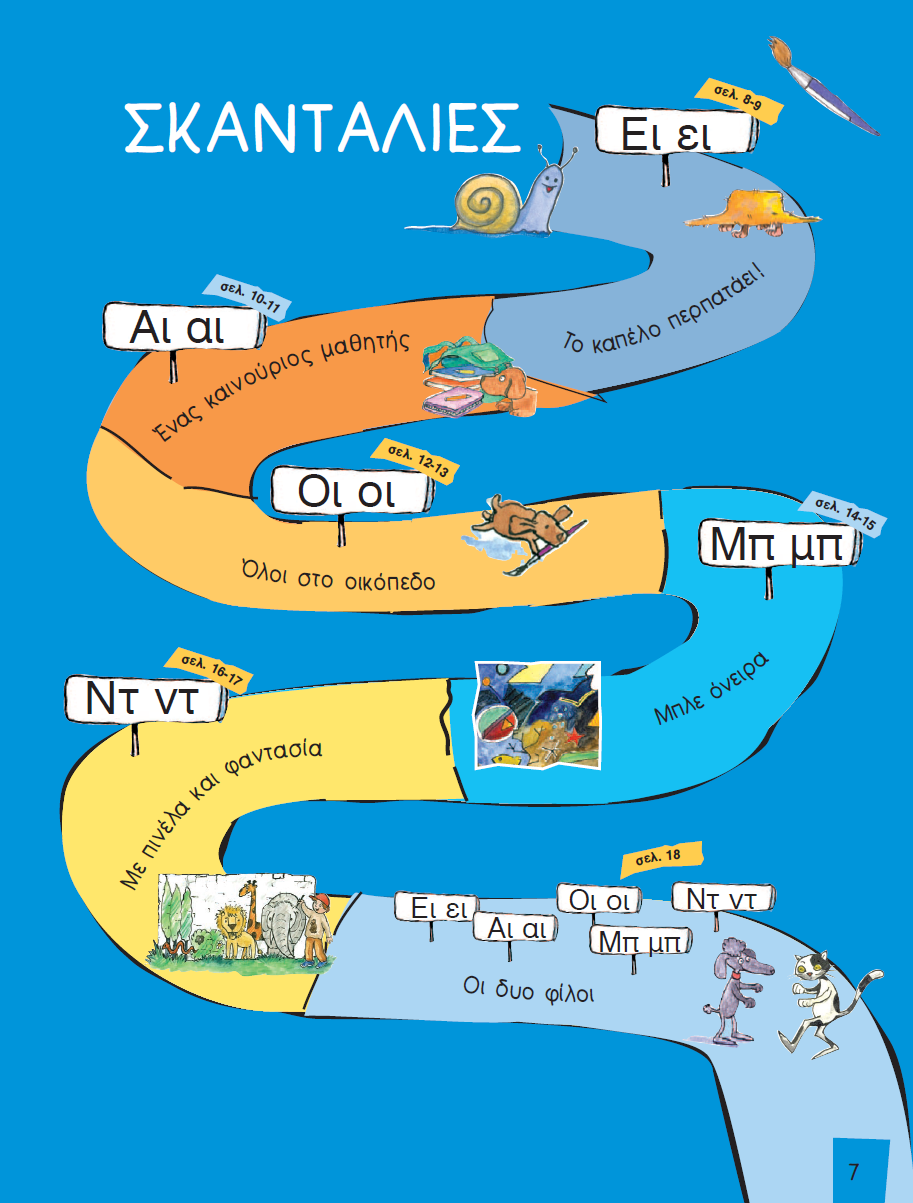 ΣΚΑΝΤΑΛΙΕΣ
σελ. 8-9
Ει ει
Το καπέλο περπατάει!
σελ. 10-11
Αι αι
Ένας καινούριος μαθητής
σελ. 12-13
Οι οι
Όλοι στο οικόπεδο
σελ. 14-15
Μπ μπ
Μπλε όνειρα
σελ. 16-17
Ντ ντ
Με πινέλα και φαντασία
σελ. 18
Ει ει
Αι αι
Οι οι
Μπ μπ
Ντ ντ
Οι δυο φίλοι
7